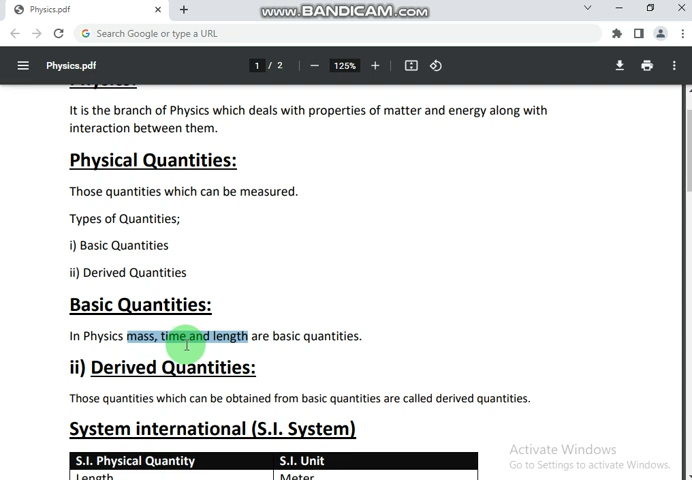 Physics.pdf
www.BANDICAM.com
Search Google or type a URL
Physics.pdf
1 / 2
125%
Physics:
It is the branch of Physics which deals with properties of matter and energy along with
interaction between them.
Physical Quantities:
Those quantities which can be measured.
Types of Quantities;
i) Basic Quantities
ii) Derived Quantities
Basic Quantities:
In Physics mass, time and length are basic quantities.
ii) Derived Quantities:
Those quantities which can be obtained from basic quantities are called derived quantities.
System international (S.I. System)
S.I. Physical Quantity S.I. Unit
Length Meter
Activate Windows
Go to Settings to activate Windows.